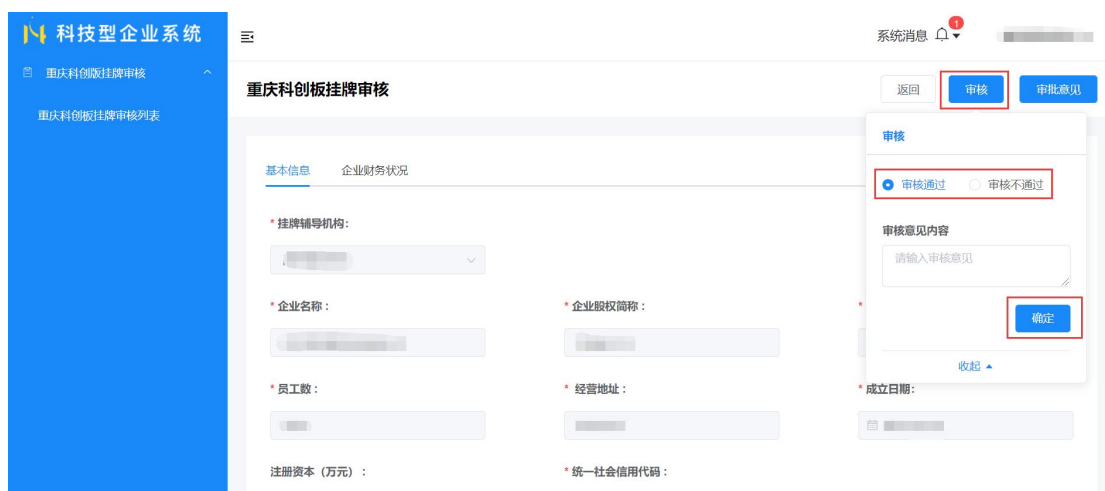 科技型企业系统
系统消息
1
重庆科创版挂牌审核
重庆科创板挂牌审核列表
重庆科创板挂牌审核
返回
审核
审批意见
审核
审核通过
审核不通过
审核意见内容
请输入审核意见
确定
收起
基本信息
企业财务状况
* 挂牌辅导机构：
* 企业名称：
* 企业股权简称：
*
* 员工数：
* 经营地址：
* 成立日期：
注册资本（万元）：
* 统一社会信用代码：